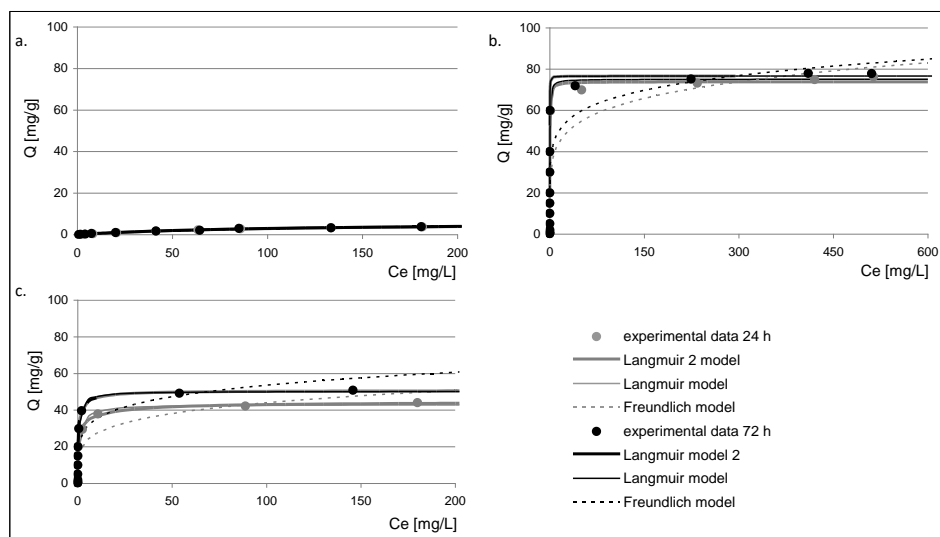 a.
100
80
60
40
20
0
Q [mg/g]
0 50 100 150 200
Ce [mg/L]
b.
100
80
60
40
20
0
Q [mg/g]
0 150 300 450 600
Ce [mg/L]
c.
100
80
60
40
20
0
Q [mg/g]
0 50 100 150 200
Ce [mg/L]
experimental data 24 h
Langmuir 2 model
Langmuir model
Freundlich model
experimental data 72 h
Langmuir model 2
Langmuir model
Freundlich model